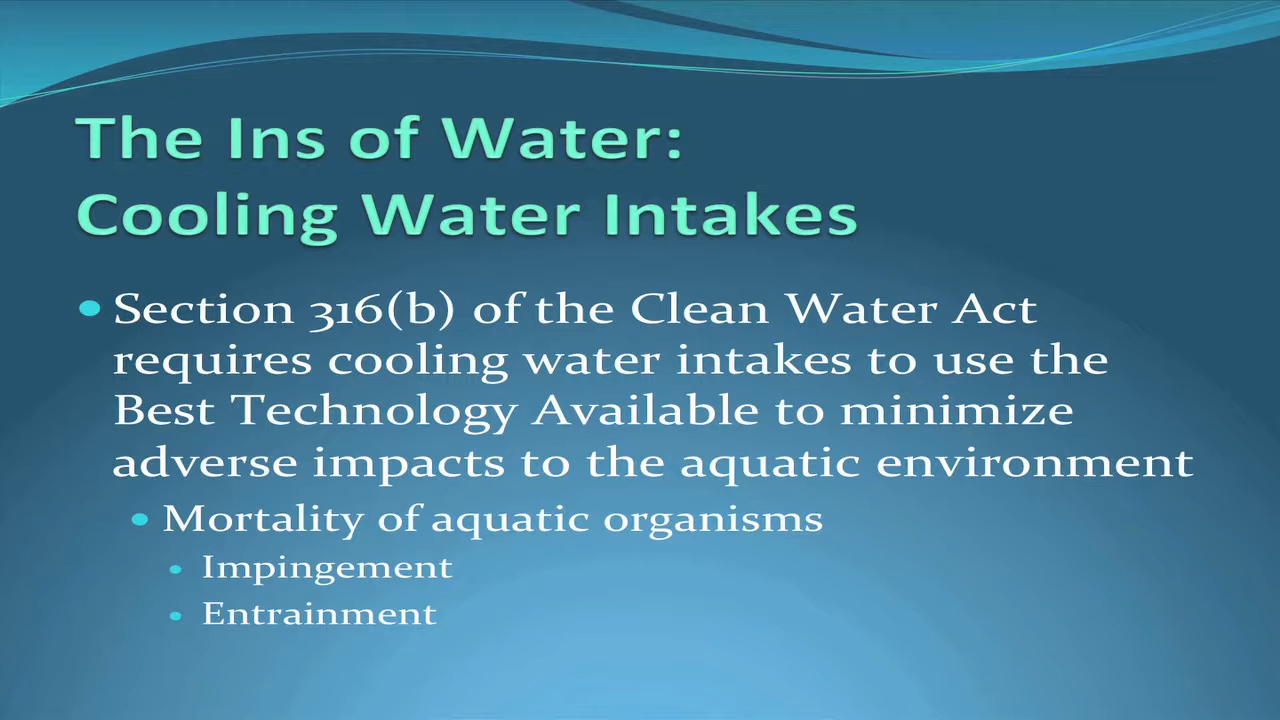 The Ins of Water:
Cooling Water Intakes
• Section 316(b) of the Clean Water Act
requires cooling water intakes to use the
Best Technology Available to minimize
adverse impacts to the aquatic environment
• Mortality of aquatic organisms
• Impingement
• Entrainment